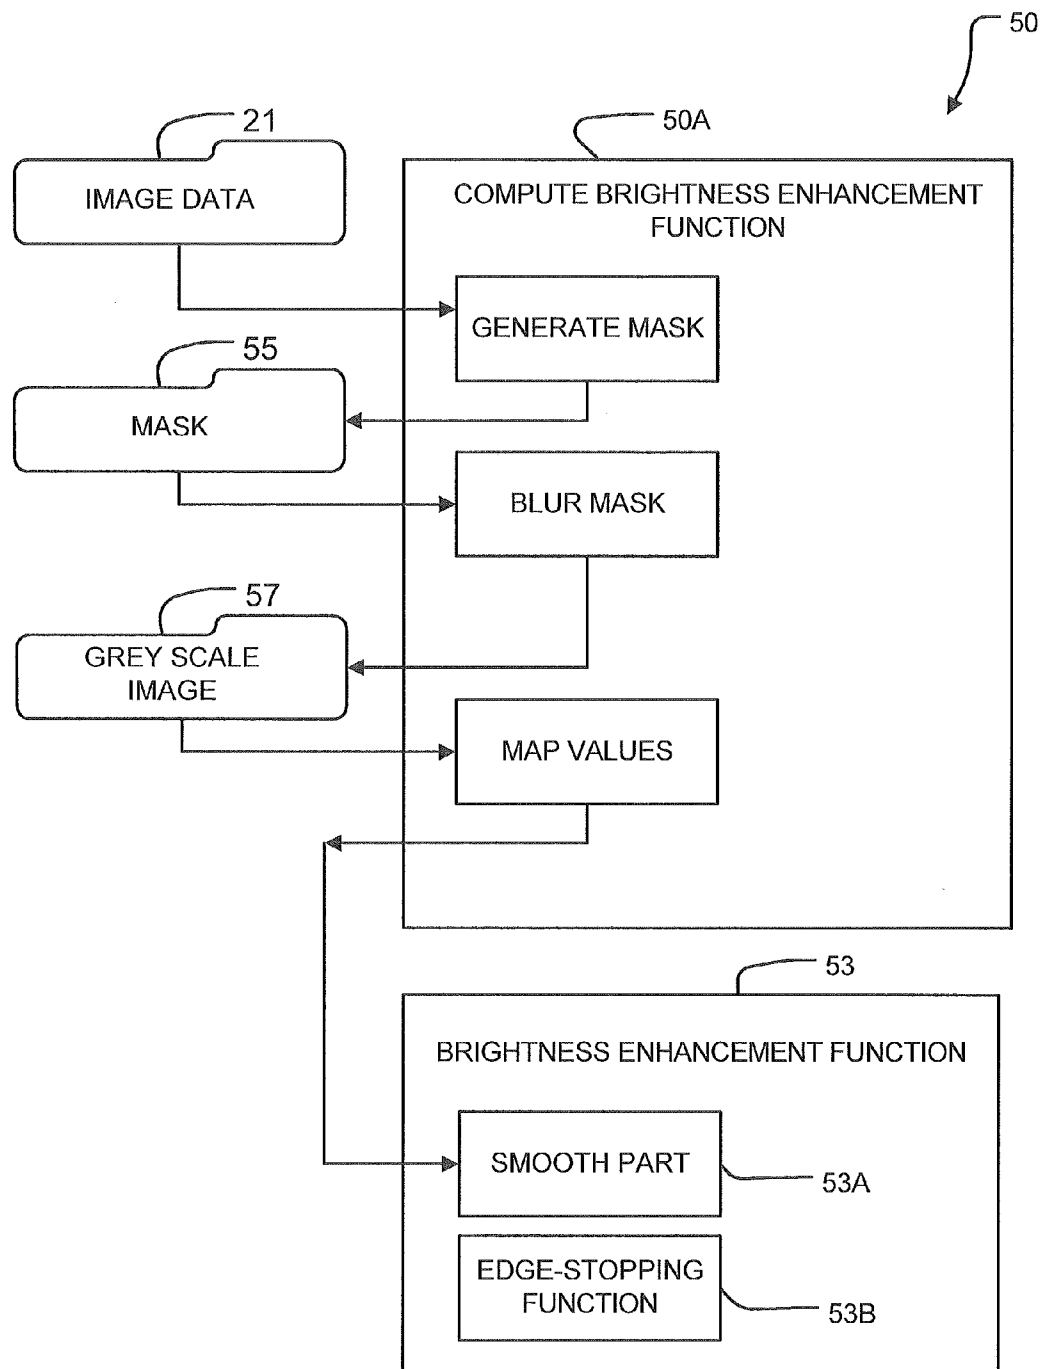 50
21
50A
IMAGE DATA
COMPUTE BRIGHTNESS ENHANCEMENT
FUNCTION
GENERATE MASK
55
MASK
BLUR MASK
57
GREY SCALE
IMAGE
MAP VALUES
53
BRIGHTNESS ENHANCEMENT FUNCTION
SMOOTH PART
53A
EDGE-STOPPING
FUNCTION
53B